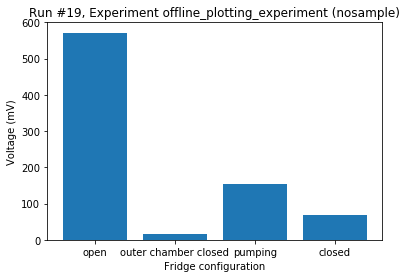 Run #19, Experiment offline_plotting_experiment (nosample)
600
500
400
300
200
100
0
Voltage (mV)
open outer chamber closed pumping closed
Fridge configuration